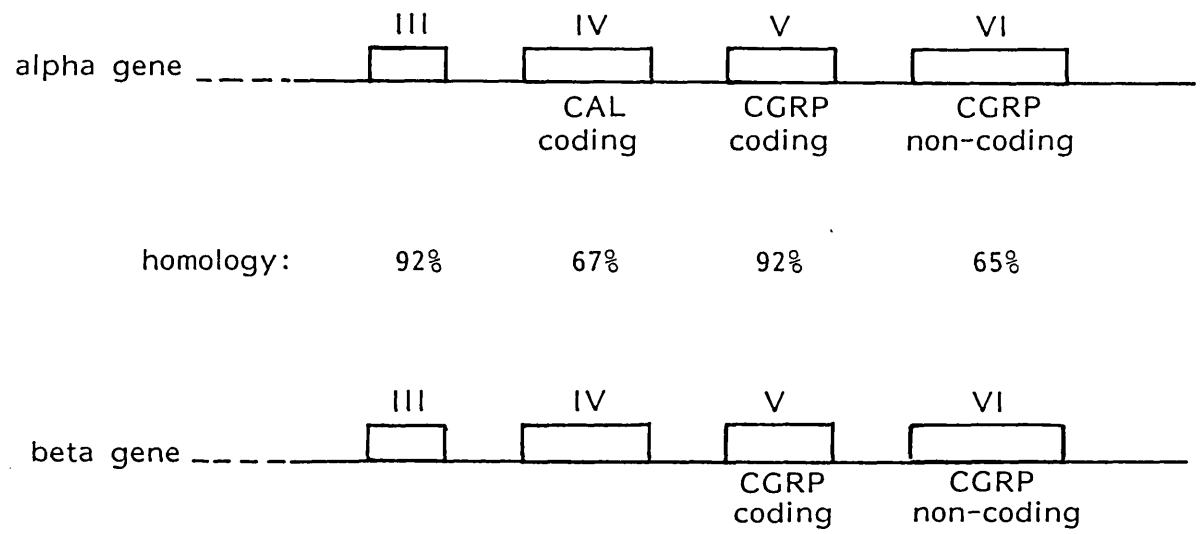 III IV V VI
alpha gene
CAL CGRP CGRP
coding coding non-coding
homology: 92% 67% 92% 65%
III IV V VI
beta gene
CGRP CGRP
coding non-coding